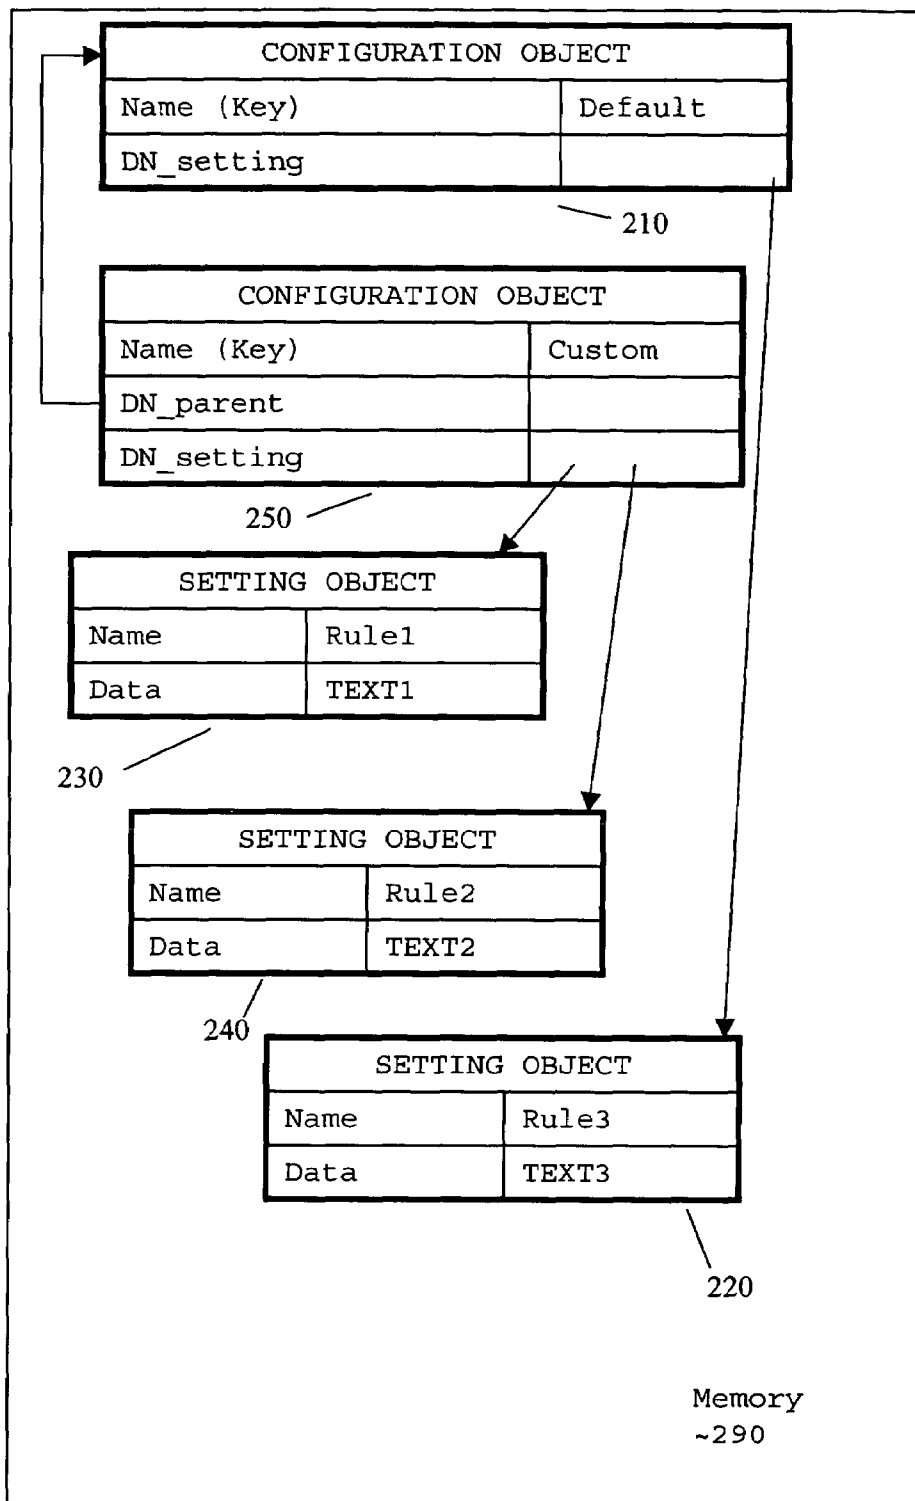 CONFIGURATION OBJECT
Name (Key) Default
DN_setting
210
CONFIGURATION OBJECT
Name (Key) Custom
DN_parent
DN_setting
250
SETTING OBJECT
Name Rule1
Data TEXT1
230
SETTING OBJECT
Name Rule2
Data TEXT2
240
SETTING OBJECT
Name Rule3
Data TEXT3
220
Memory
~290